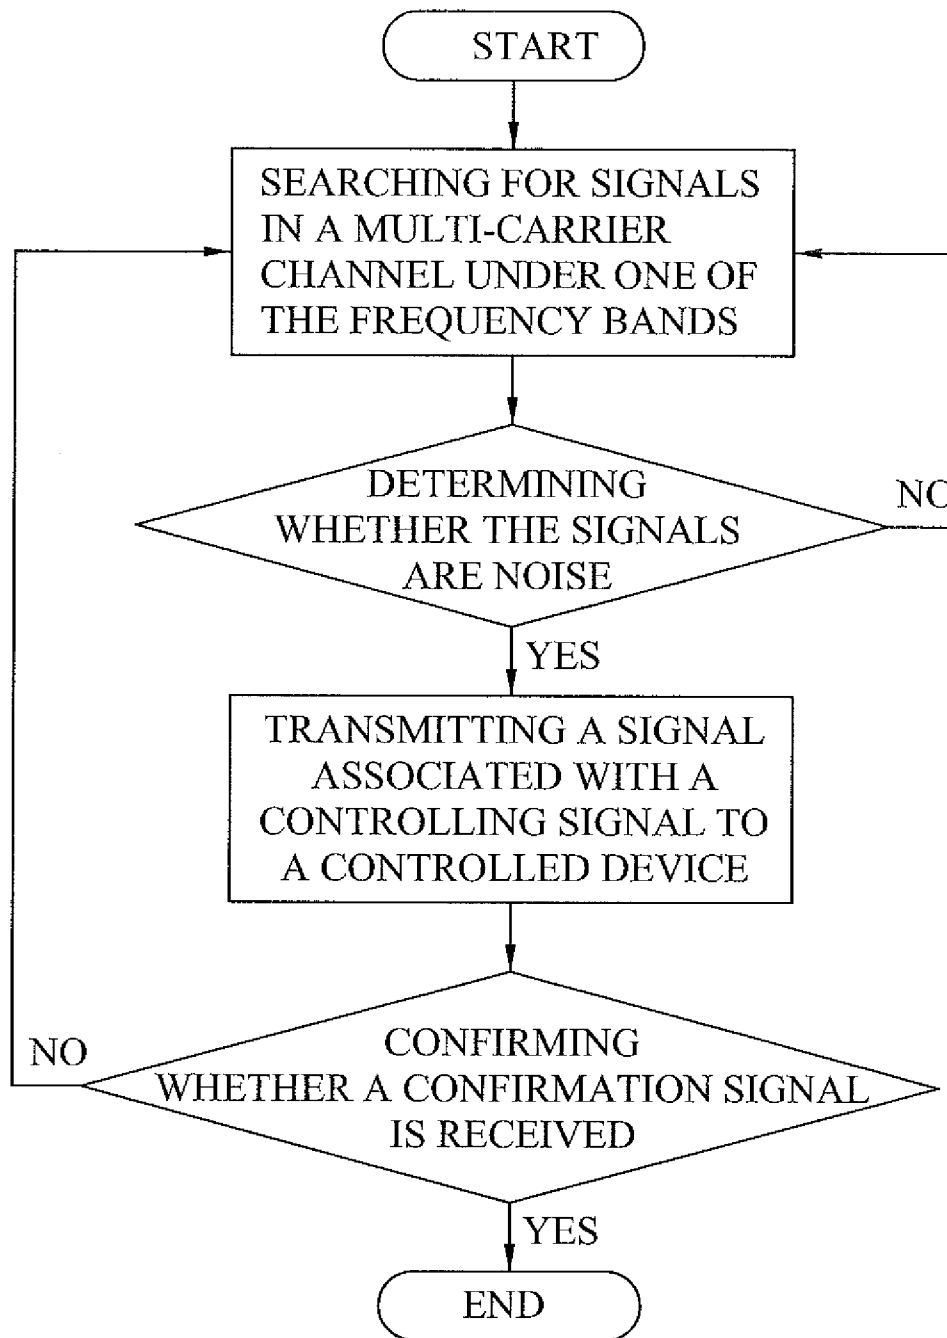 START
SEARCHING FOR SIGNALS
IN A MULTI-CARRIER
CHANNEL UNDER ONE OF
THE FREQUENCY BANDS
DETERMINING
WHETHER THE SIGNALS
ARE NOISE
NO
YES
TRANSMITTING A SIGNAL
ASSOCIATED WITH A
CONTROLLING SIGNAL TO
A CONTROLLED DEVICE
CONFIRMING
WHETHER A CONFIRMATION SIGNAL
IS RECEIVED
NO
YES
END